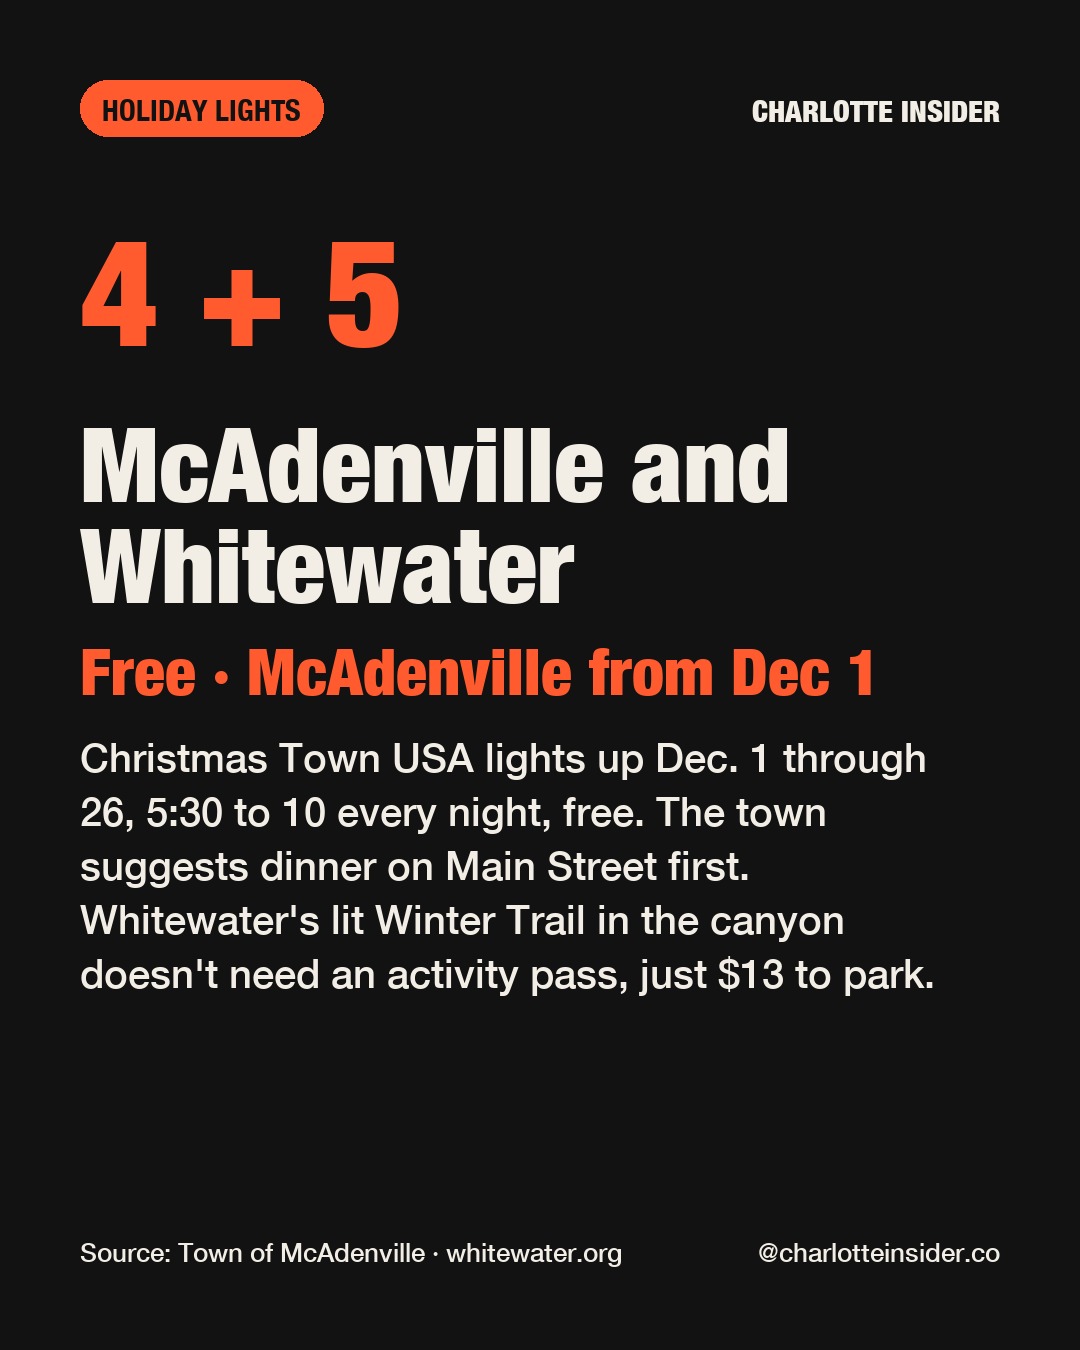 HOLIDAY LIGHTS
CHARLOTTE INSIDER
4 + 5
McAdenville and
Whitewater
Free · McAdenville from Dec 1
Christmas Town USA lights up Dec. 1 through
26, 5:30 to 10 every night, free. The town
suggests dinner on Main Street first.
Whitewater's lit Winter Trail in the canyon
doesn't need an activity pass, just $13 to park.
Source: Town of McAdenville · whitewater.org
@charlotteinsider.co